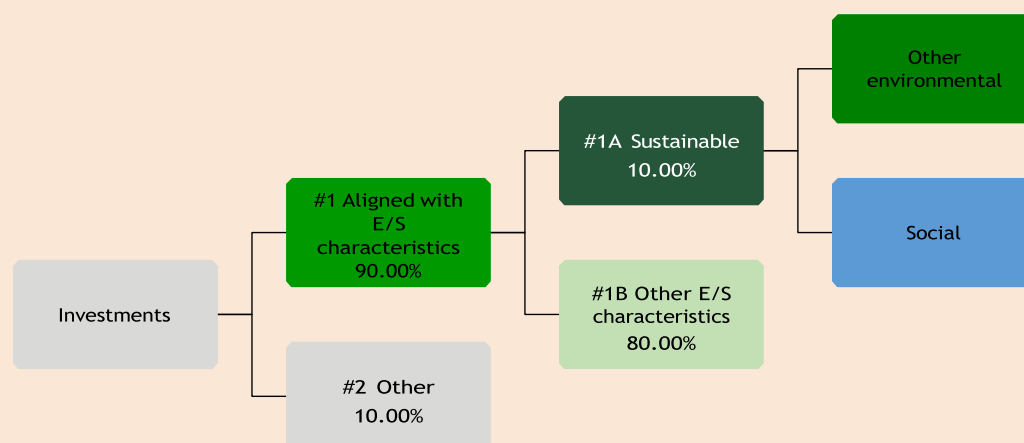 Other
environmental
#1A Sustainable
10.00%
#1 Aligned with
E/S
characteristics
90.00%
Social
Investments
#1B Other E/S
characteristics
80.00%
#2 Other
10.00%